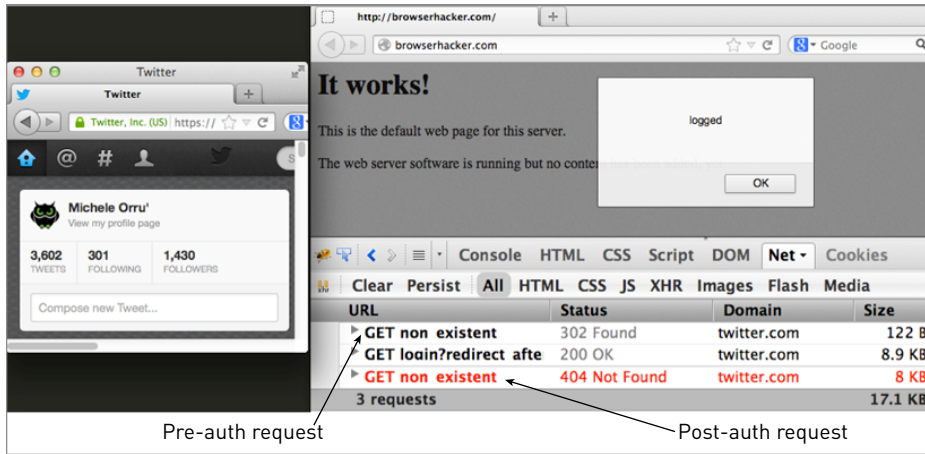 http://browserhacker.com/
browserhacker.com
Google
Twitter
Twitter
Twitter, Inc. (US) https://
@ #
Michele Orru'
View my profile page
3,602 301 1,430
TWEETS FOLLOWING FOLLOWERS
Compose new Tweet...
It works!
This is the default web page for this server.
The web server software is running but no content
logged
OK
Console HTML CSS Script DOM Net Cookies
xhr Clear Persist All HTML CSS JS XHR Images Flash Media
URL Status Domain Size
GET non_existent 302 Found twitter.com 122 B
GET login?redirect_afte 200 OK twitter.com 8.9 KB
GET non_existent 404 Not Found twitter.com 8 KB
3 requests 17.1 KB
Pre-auth request Post-auth request